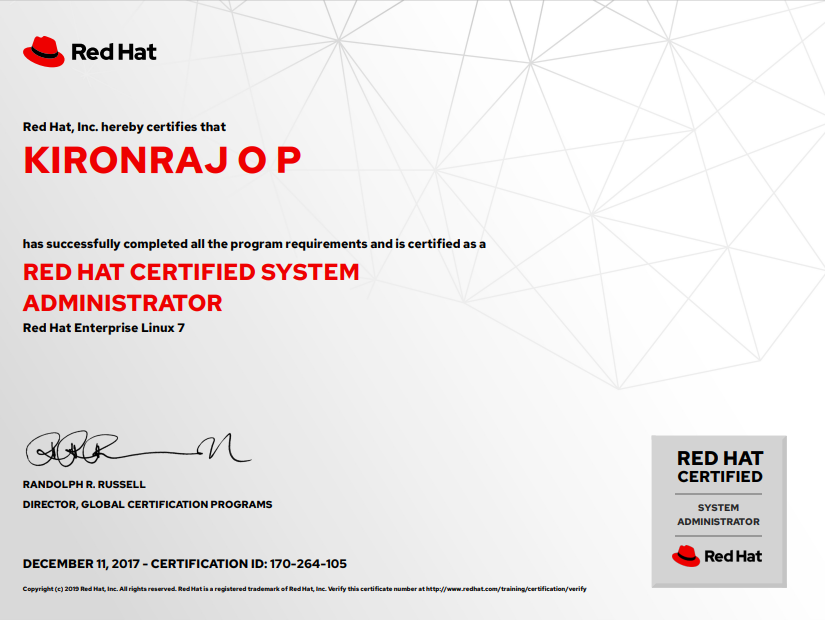 Red Hat
Red Hat, Inc. hereby certifies that
KIRONRAJ O P
has successfully completed all the program requirements and is certified as a
RED HAT CERTIFIED SYSTEM
ADMINISTRATOR
Red Hat Enterprise Linux 7
RANDOLPH R. RUSSELL
DIRECTOR, GLOBAL CERTIFICATION PROGRAMS
DECEMBER 11, 2017 - CERTIFICATION ID: 170-264-105
Copyright (c) 2019 Red Hat, Inc. All rights reserved. Red Hat is a registered trademark of Red Hat, Inc. Verify this certificate number at http://www.redhat.com/training/certification/verify
RED HAT
CERTIFIED
SYSTEM
ADMINISTRATOR
Red Hat